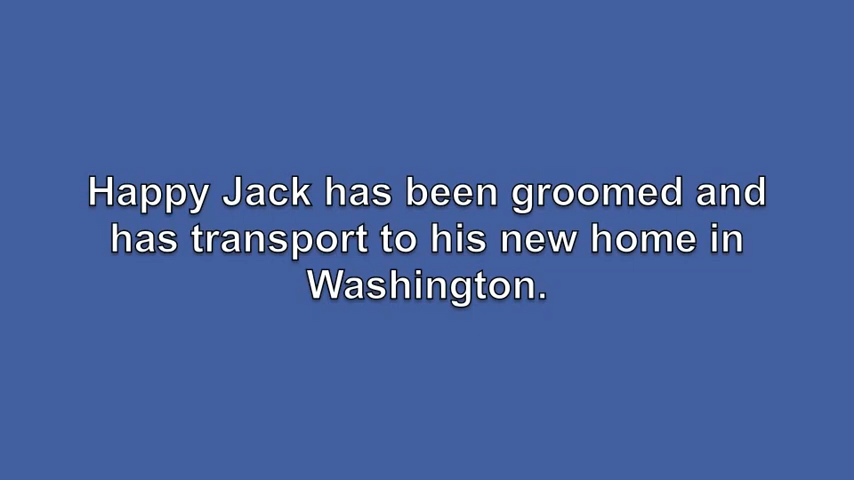 Happy Jack has been groomed and
has transport to his new home in
Washington.